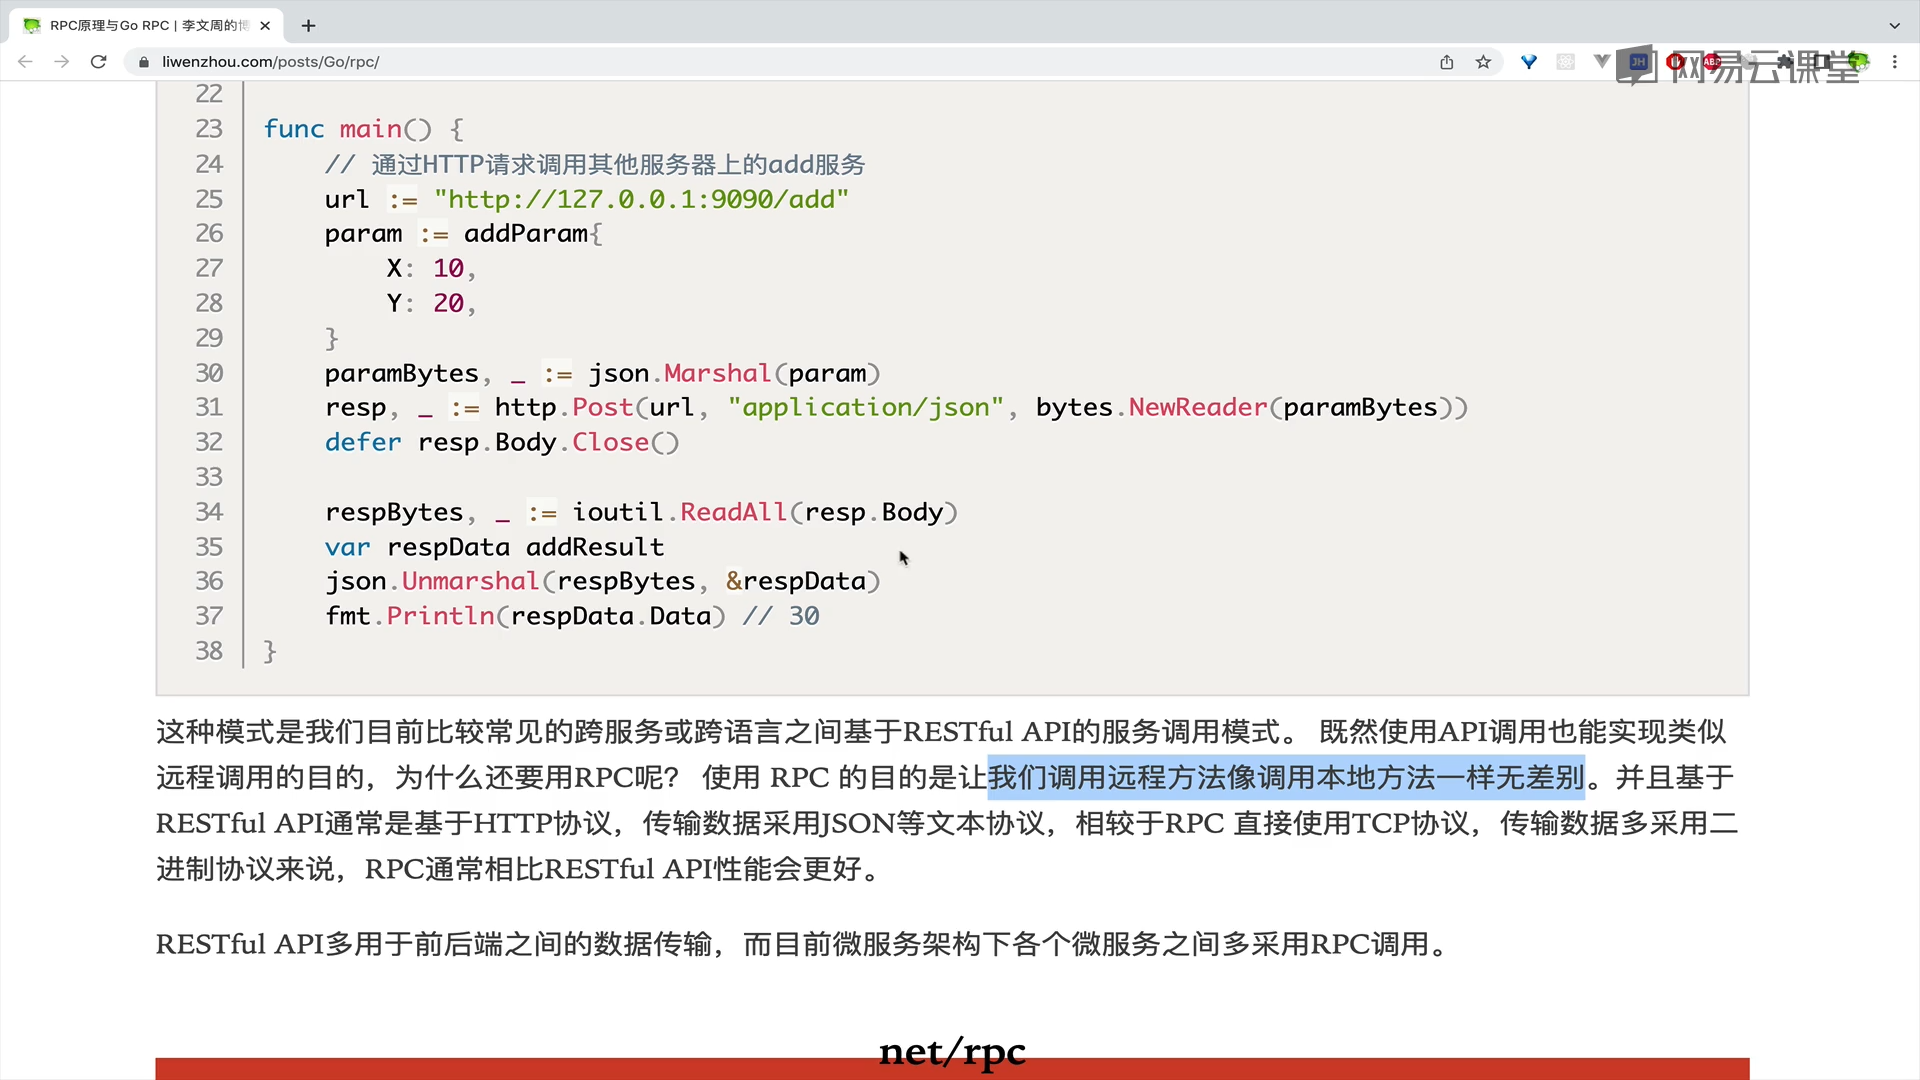 RPC原理与Go RPC | 李文周的博
liwenzhou.com/posts/Go/rpc/
网易云课堂
22
23 func main() {
24 // 通过HTTP请求调用其他服务器上的add服务
25 url := "http://127.0.0.1:9090/add"
26 param := addParam{
27 X: 10,
28 Y: 20,
29 }
30 paramBytes, _ := json.Marshal(param)
31 resp, _ := http.Post(url, "application/json", bytes.NewReader(paramBytes))
32 defer resp.Body.Close()
33
34 respBytes, _ := ioutil.ReadAll(resp.Body)
35 var respData addResult
36 json.Unmarshal(respBytes, &respData)
37 fmt.Println(respData.Data) // 30
38 }
这种模式是我们目前比较常见的跨服务或跨语言之间基于RESTful API的服务调用模式。 既然使用API调用也能实现类似
远程调用的目的，为什么还要用RPC呢？ 使用 RPC 的目的是让我们调用远程方法像调用本地方法一样无差别。并且基于
RESTful API通常是基于HTTP协议，传输数据采用JSON等文本协议，相较于RPC 直接使用TCP协议，传输数据多采用二
进制协议来说，RPC通常相比RESTful API性能会更好。
RESTful API多用于前后端之间的数据传输，而目前微服务架构下各个微服务之间多采用RPC调用。
net/rpc